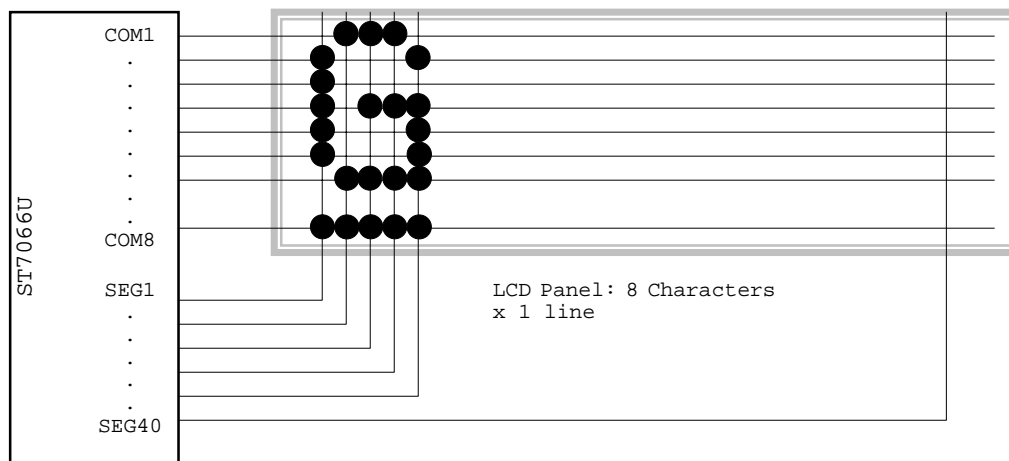 COM1
.
.
.
.
.
.
.
COM8
ST7066U
SEG1
.
.
.
.
.
SEG40
LCD Panel: 8 Characters
x 1 line